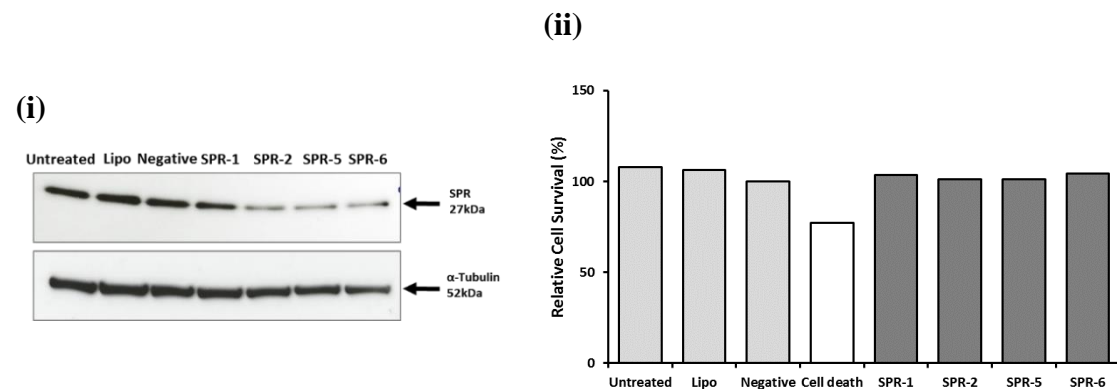 (i)
Untreated Lipo Negative SPR-1 SPR-2 SPR-5 SPR-6
SPR
27kDa
α-Tubulin
52kDa
(ii)
Relative Cell Survival (%)
150
100
50
0
Untreated Lipo Negative Cell death SPR-1 SPR-2 SPR-5 SPR-6